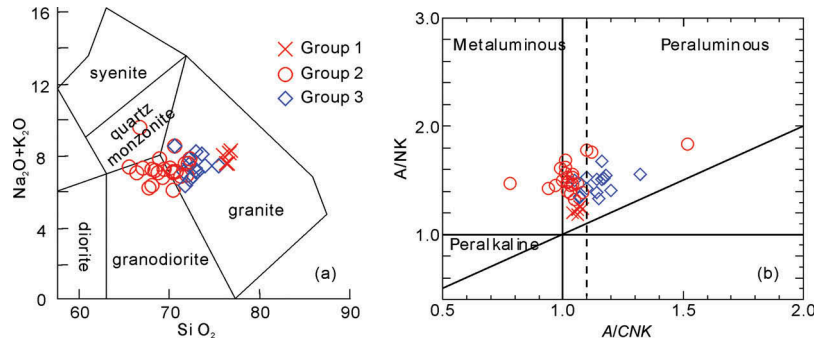 16
12
8
4
0
Na₂O+K₂O
60
70
80
90
Si O₂
syenite
quartz
monzonite
diorite
granodiorite
granite
Group 1
Group 2
Group 3
(a)
3.0
2.0
1.0
0.4
A/NK
0.5
1.0
1.5
2.0
A/CNK
Metaluminous
Peraluminous
Peralkaline
(b)